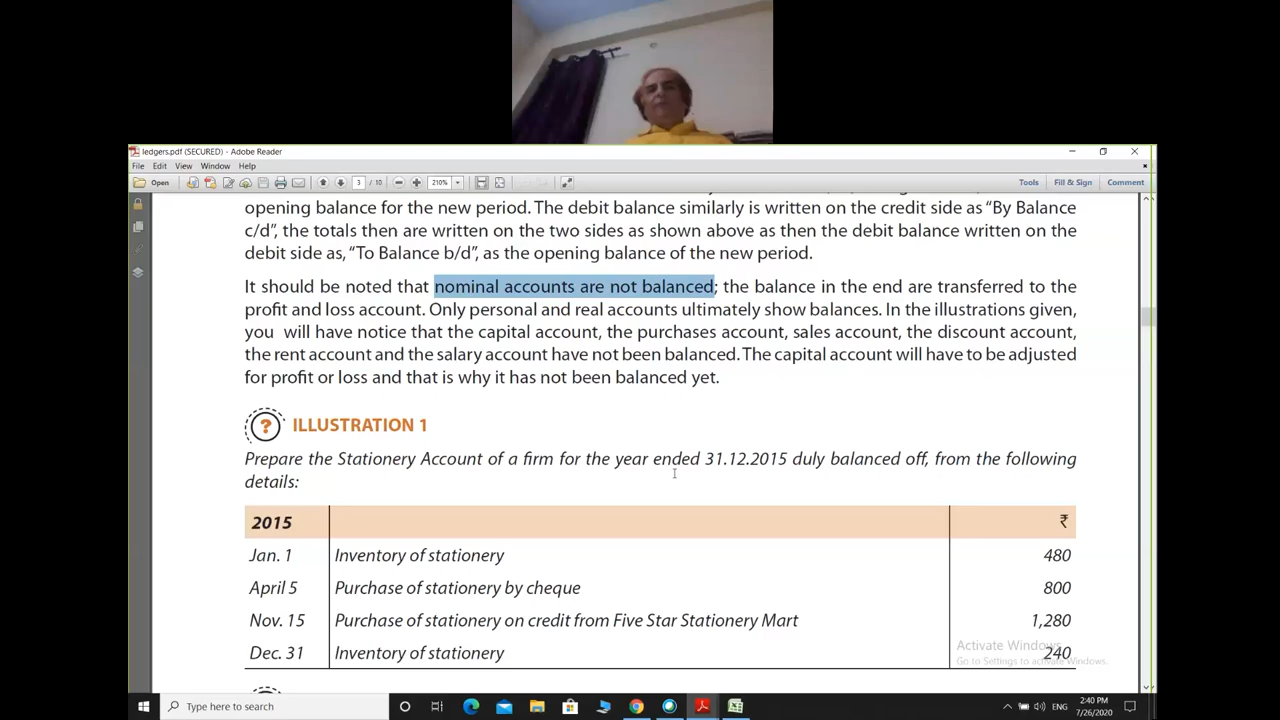 ledgers.pdf (SECURED) - Adobe Reader
File Edit View Window Help
Open 3 / 10 210% Tools Fill & Sign Comment
opening balance for the new period. The debit balance similarly is written on the credit side as “By Balance
c/d”, the totals then are written on the two sides as shown above as then the debit balance written on the
debit side as, “To Balance b/d”, as the opening balance of the new period.
It should be noted that nominal accounts are not balanced; the balance in the end are transferred to the
profit and loss account. Only personal and real accounts ultimately show balances. In the illustrations given,
you will have notice that the capital account, the purchases account, sales account, the discount account,
the rent account and the salary account have not been balanced. The capital account will have to be adjusted
for profit or loss and that is why it has not been balanced yet.
? ILLUSTRATION 1
Prepare the Stationery Account of a firm for the year ended 31.12.2015 duly balanced off, from the following
details:
2015 ₹
Jan. 1 Inventory of stationery 480
April 5 Purchase of stationery by cheque 800
Nov. 15 Purchase of stationery on credit from Five Star Stationery Mart 1,280
Dec. 31 Inventory of stationery 240
Activate Windows
Go to Settings to activate Windows.
Type here to search
ENG
2:40 PM
7/26/2020